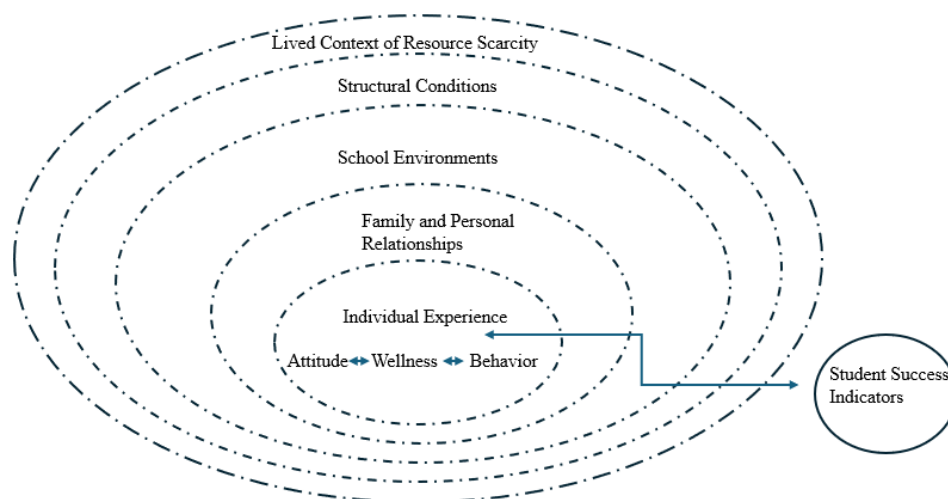 Lived Context of Resource Scarcity
Structural Conditions
School Environments
Family and Personal
Relationships
Individual Experience
Attitude Wellness Behavior
Student Success
Indicators